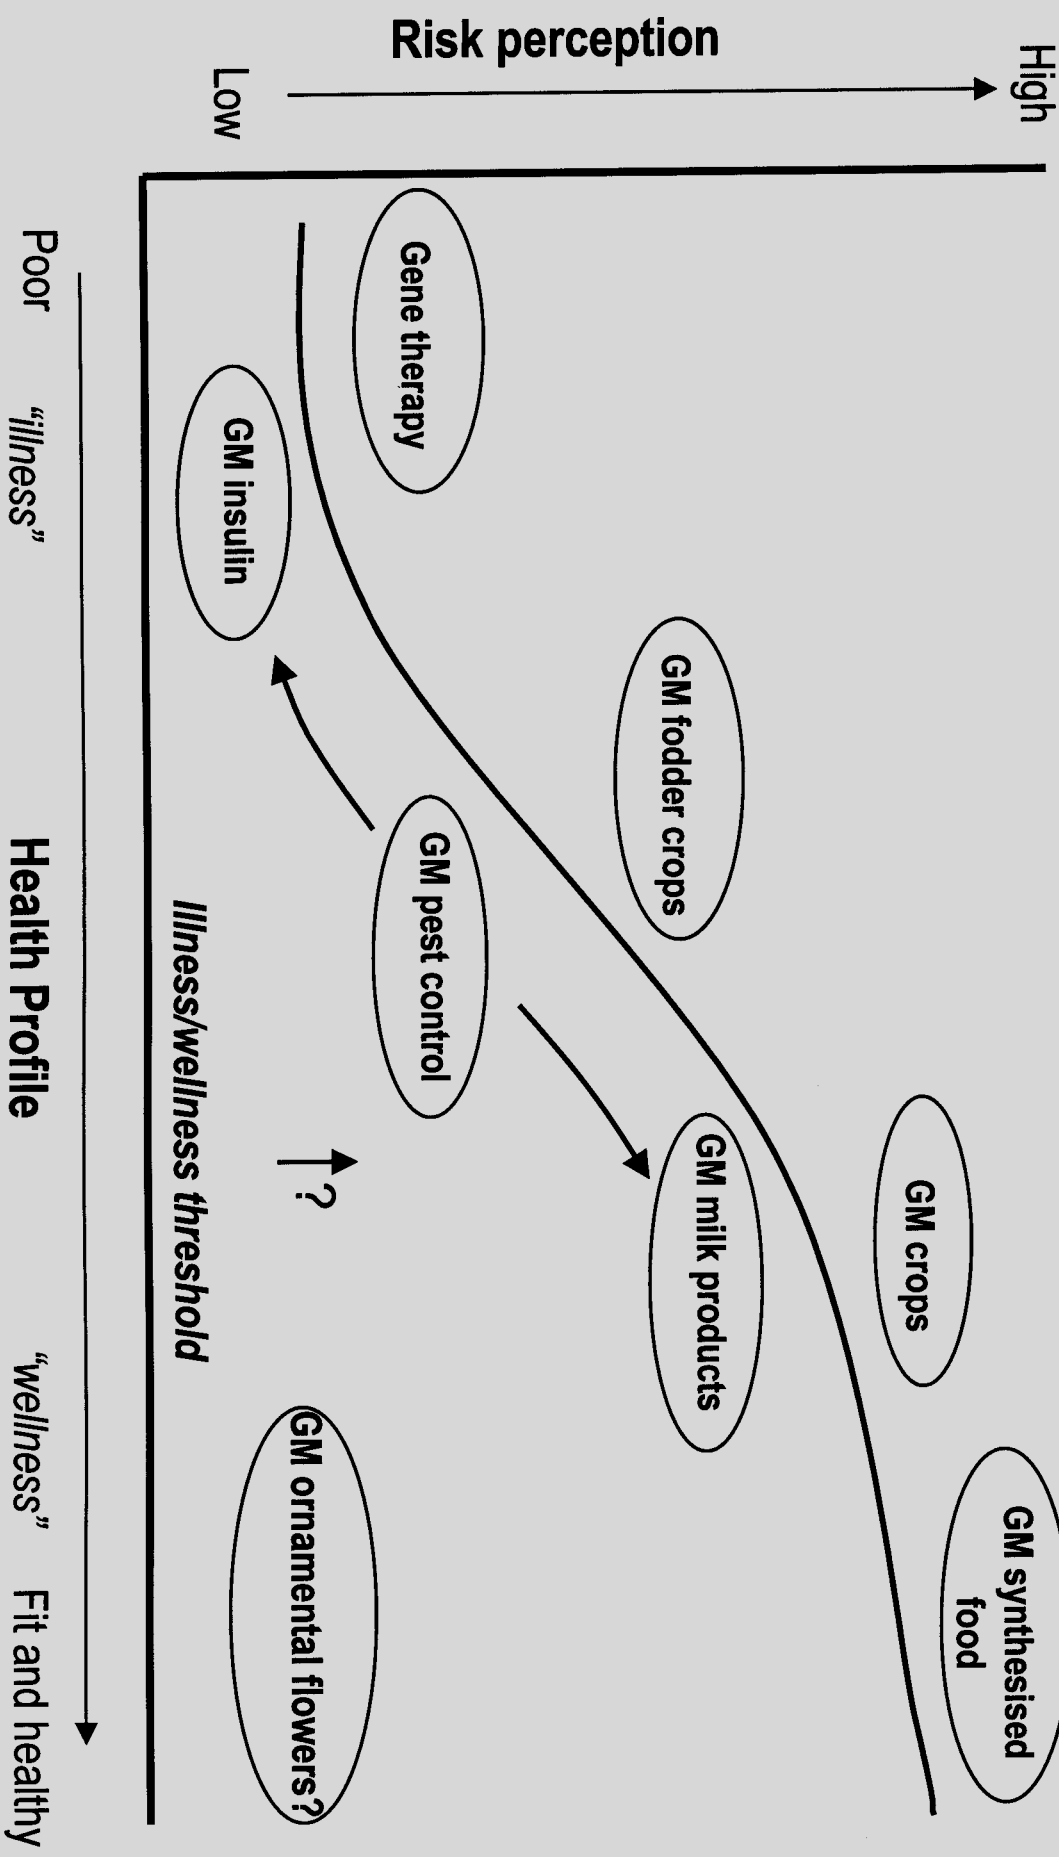 High
Risk perception
Low
GM synthesised
food
GM crops
GM milk products
GM fodder crops
Gene therapy
GM pest control
GM insulin
GM ornamental flowers?
?
Illness/wellness threshold
Poor
“illness”
“wellness”
Fit and healthy
Health Profile